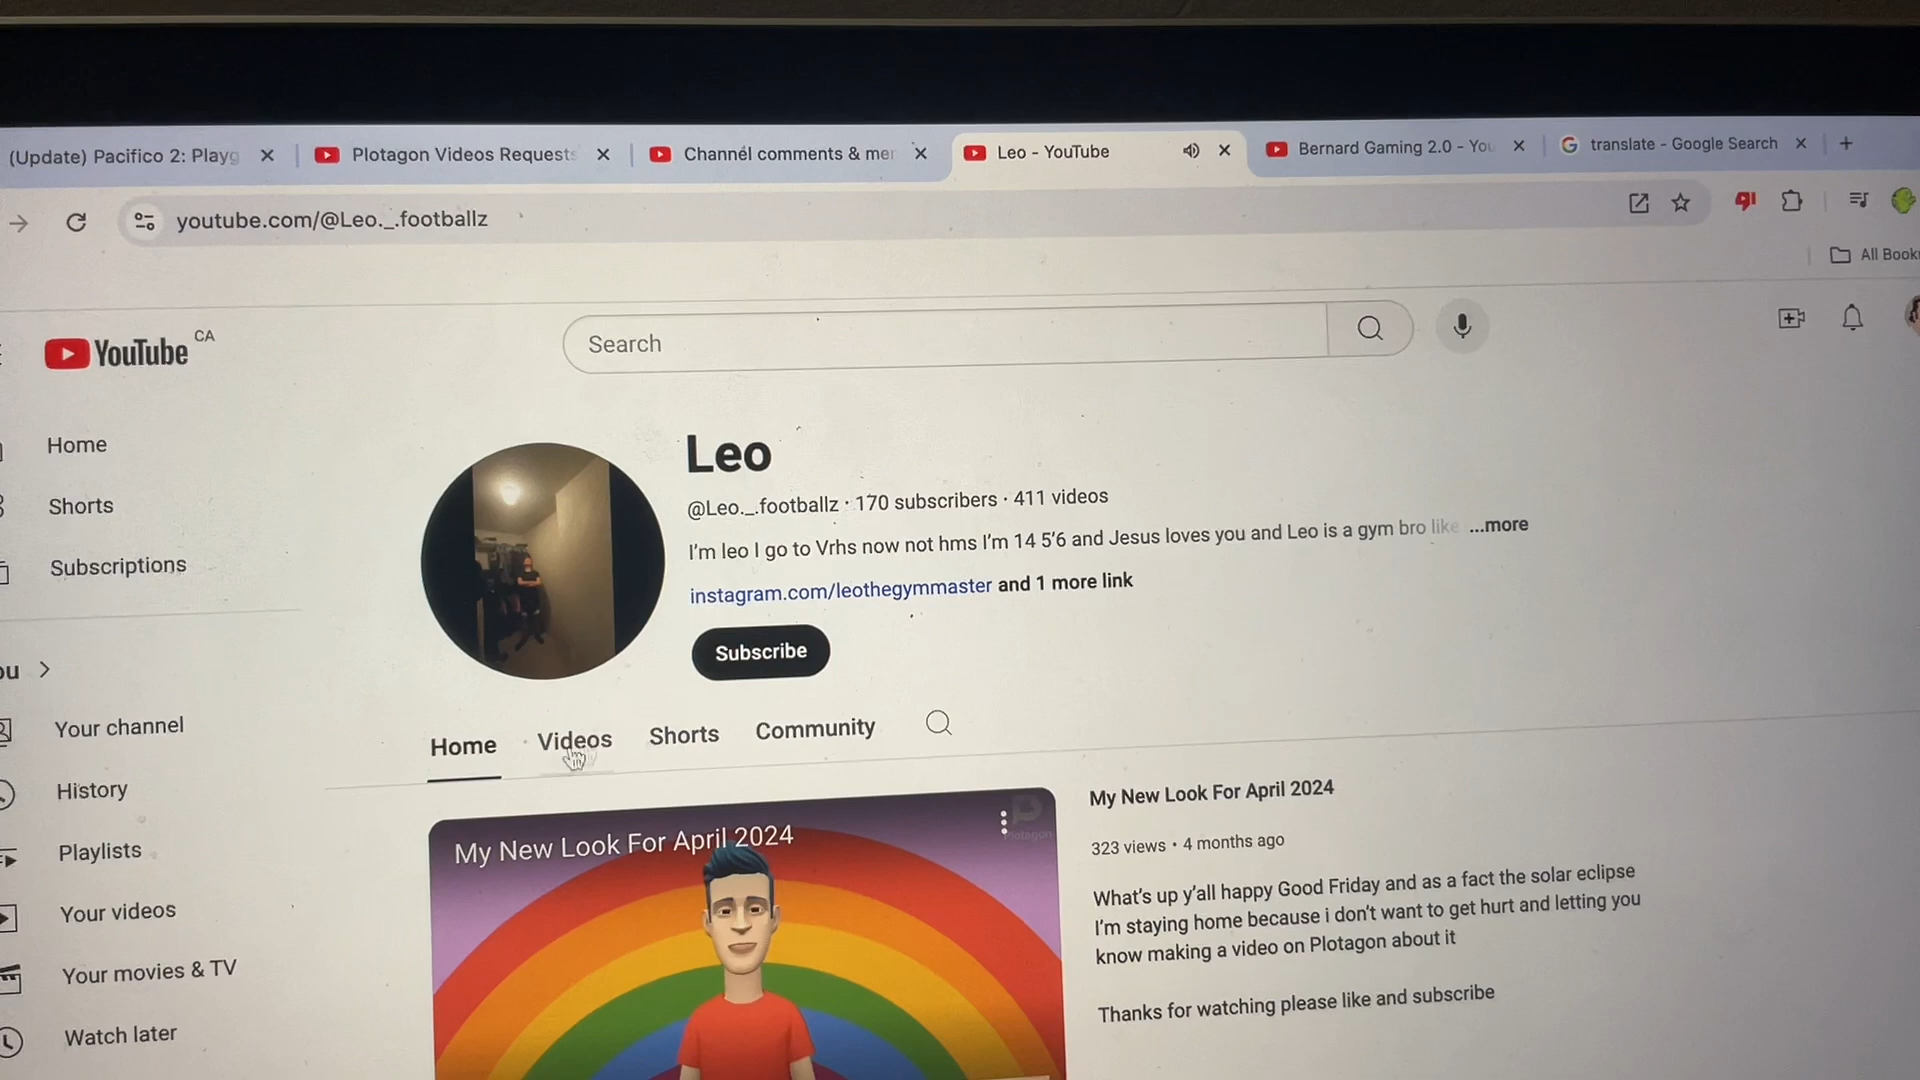 (Update) Pacifico 2: Playg
Plotagon Videos Requests
Channel comments & men
Leo - YouTube
Bernard Gaming 2.0 - You
translate - Google Search
youtube.com/@Leo._.footballz
All Book
YouTube CA
Search
Home
Shorts
Subscriptions
ou
Your channel
History
Playlists
Your videos
Your movies & TV
Watch later
Leo
@Leo._.footballz · 170 subscribers · 411 videos
I'm leo I go to Vrhs now not hms I'm 14 5'6 and Jesus loves you and Leo is a gym bro like ...more
instagram.com/leothegymmaster and 1 more link
Subscribe
Home
Videos
Shorts
Community
My New Look For April 2024
Plotagon
My New Look For April 2024
323 views • 4 months ago
What's up y'all happy Good Friday and as a fact the solar eclipse
I'm staying home because i don't want to get hurt and letting you
know making a video on Plotagon about it
Thanks for watching please like and subscribe